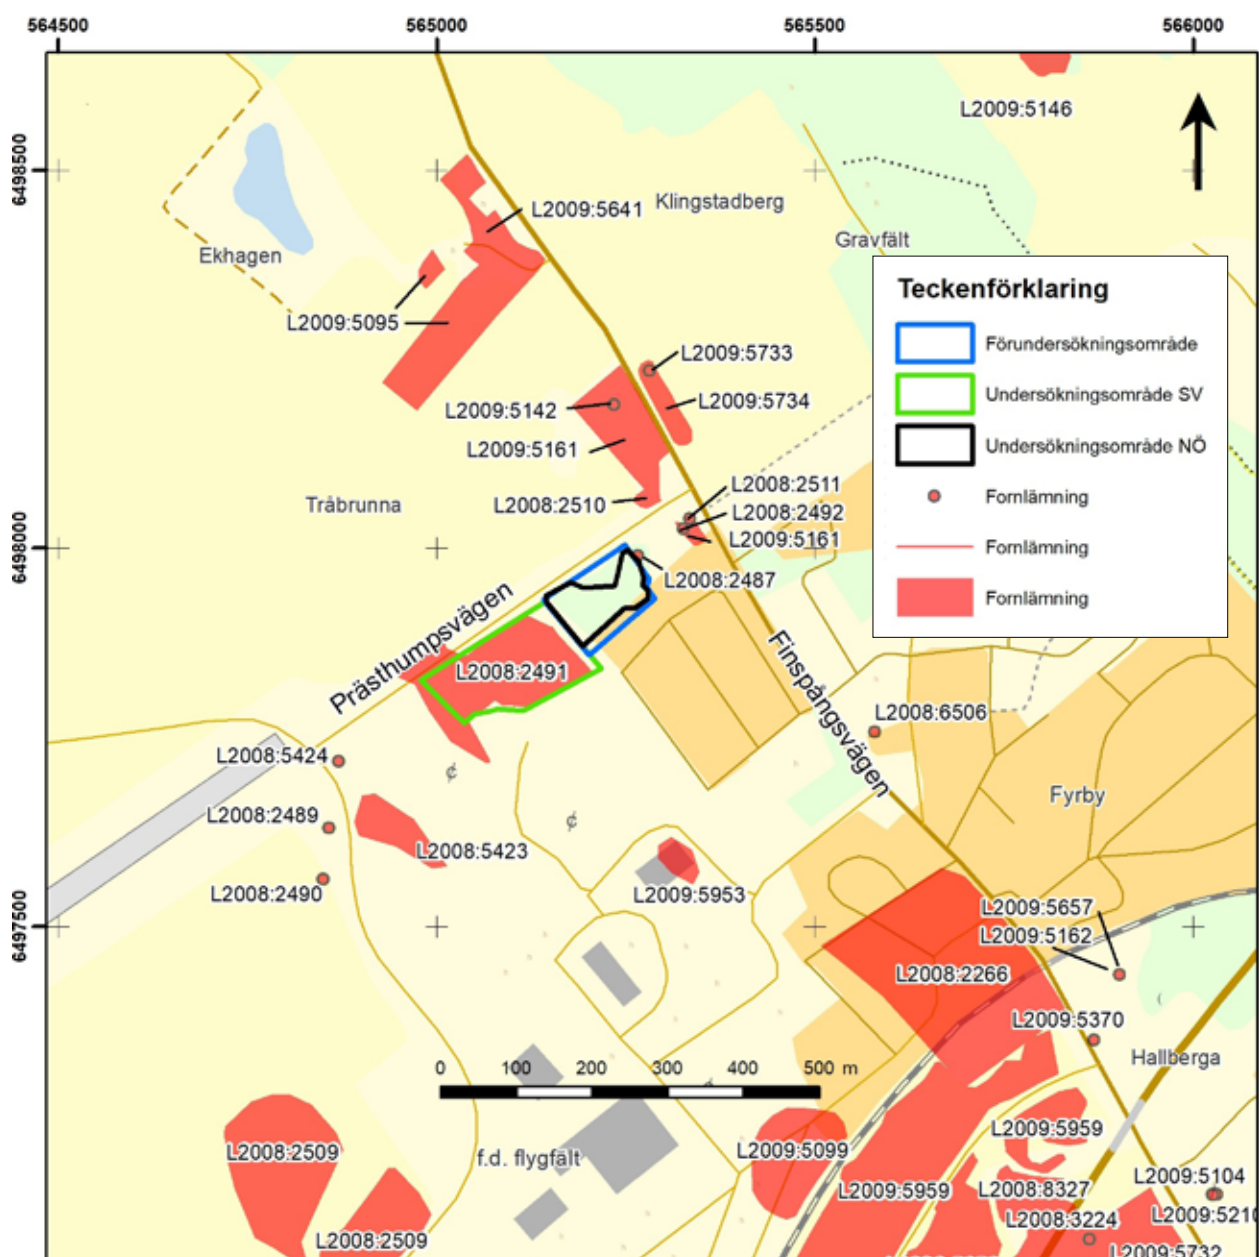 564500
565000
565500
566000
L2009:5146
6498500
L2009:5641
Klingstadberg
Gravfält
Ekhagen
Teckenförklaring
L2009:5095
Förundersökningsområde
L2009:5733
Undersökningsområde SV
L2009:5734
L2009:5142
Undersökningsområde NÖ
L2009:5161
L2008:2511
Fornlämning
L2008:2510
Tråbrunna
L2008:2492
L2009:5161
6498000
Fornlämning
L2008:2487
Fornlämning
Prästhumpsvägen
L2008:2491
Finspångsvägen
L2008:6506
L2008:5424
Fyrby
L2008:2489
L2008:5423
L2008:2490
L2009:5953
L2009:5657
6497500
L2009:5162
L2008:2266
L2009:5370
Hallberga
0 100 200 300 400 500 m
L2009:5959
L2008:2509
L2009:5099
f.d. flygfält
L2009:5104
L2009:5959
L2008:8327
L2008:3224
L2009:5210
L2008:2509
L2009:5732